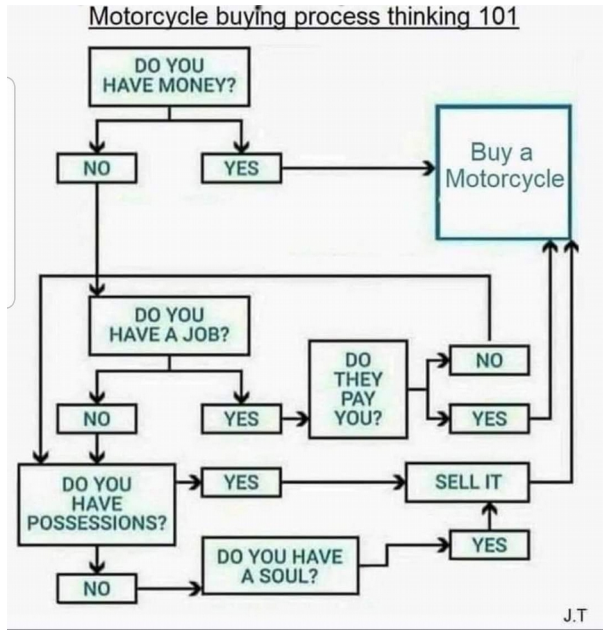 Motorcycle buying process thinking 101
DO YOU
HAVE MONEY?
NO
YES
Buy a
Motorcycle
DO YOU
HAVE A JOB?
NO
YES
DO
THEY
PAY
YOU?
NO
YES
DO YOU
HAVE
POSSESSIONS?
YES
SELL IT
NO
DO YOU HAVE
A SOUL?
YES
J.T